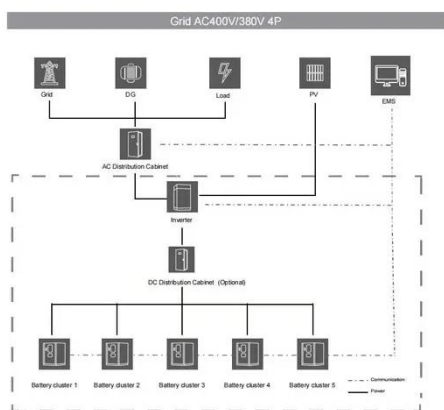 Grid AC400V/380V 4P
Grid
DG
Load
PV
EMS
AC Distribution Cabinet
Inverter
DC Distribution Cabinet (Optional)
Battery cluster 1
Battery cluster 2
Battery cluster 3
Battery cluster 4
Battery cluster 5
Communication
Power